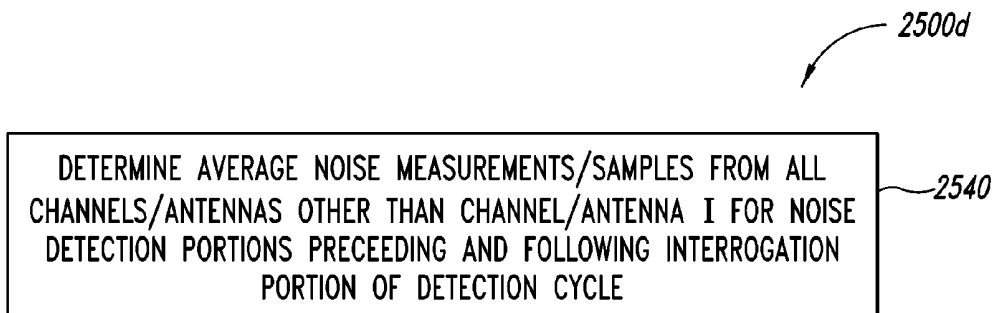 2500d
DETERMINE AVERAGE NOISE MEASUREMENTS/SAMPLES FROM ALL
CHANNELS/ANTENNAS OTHER THAN CHANNEL/ANTENNA I FOR NOISE
DETECTION PORTIONS PRECEEDING AND FOLLOWING INTERROGATION
PORTION OF DETECTION CYCLE
2540